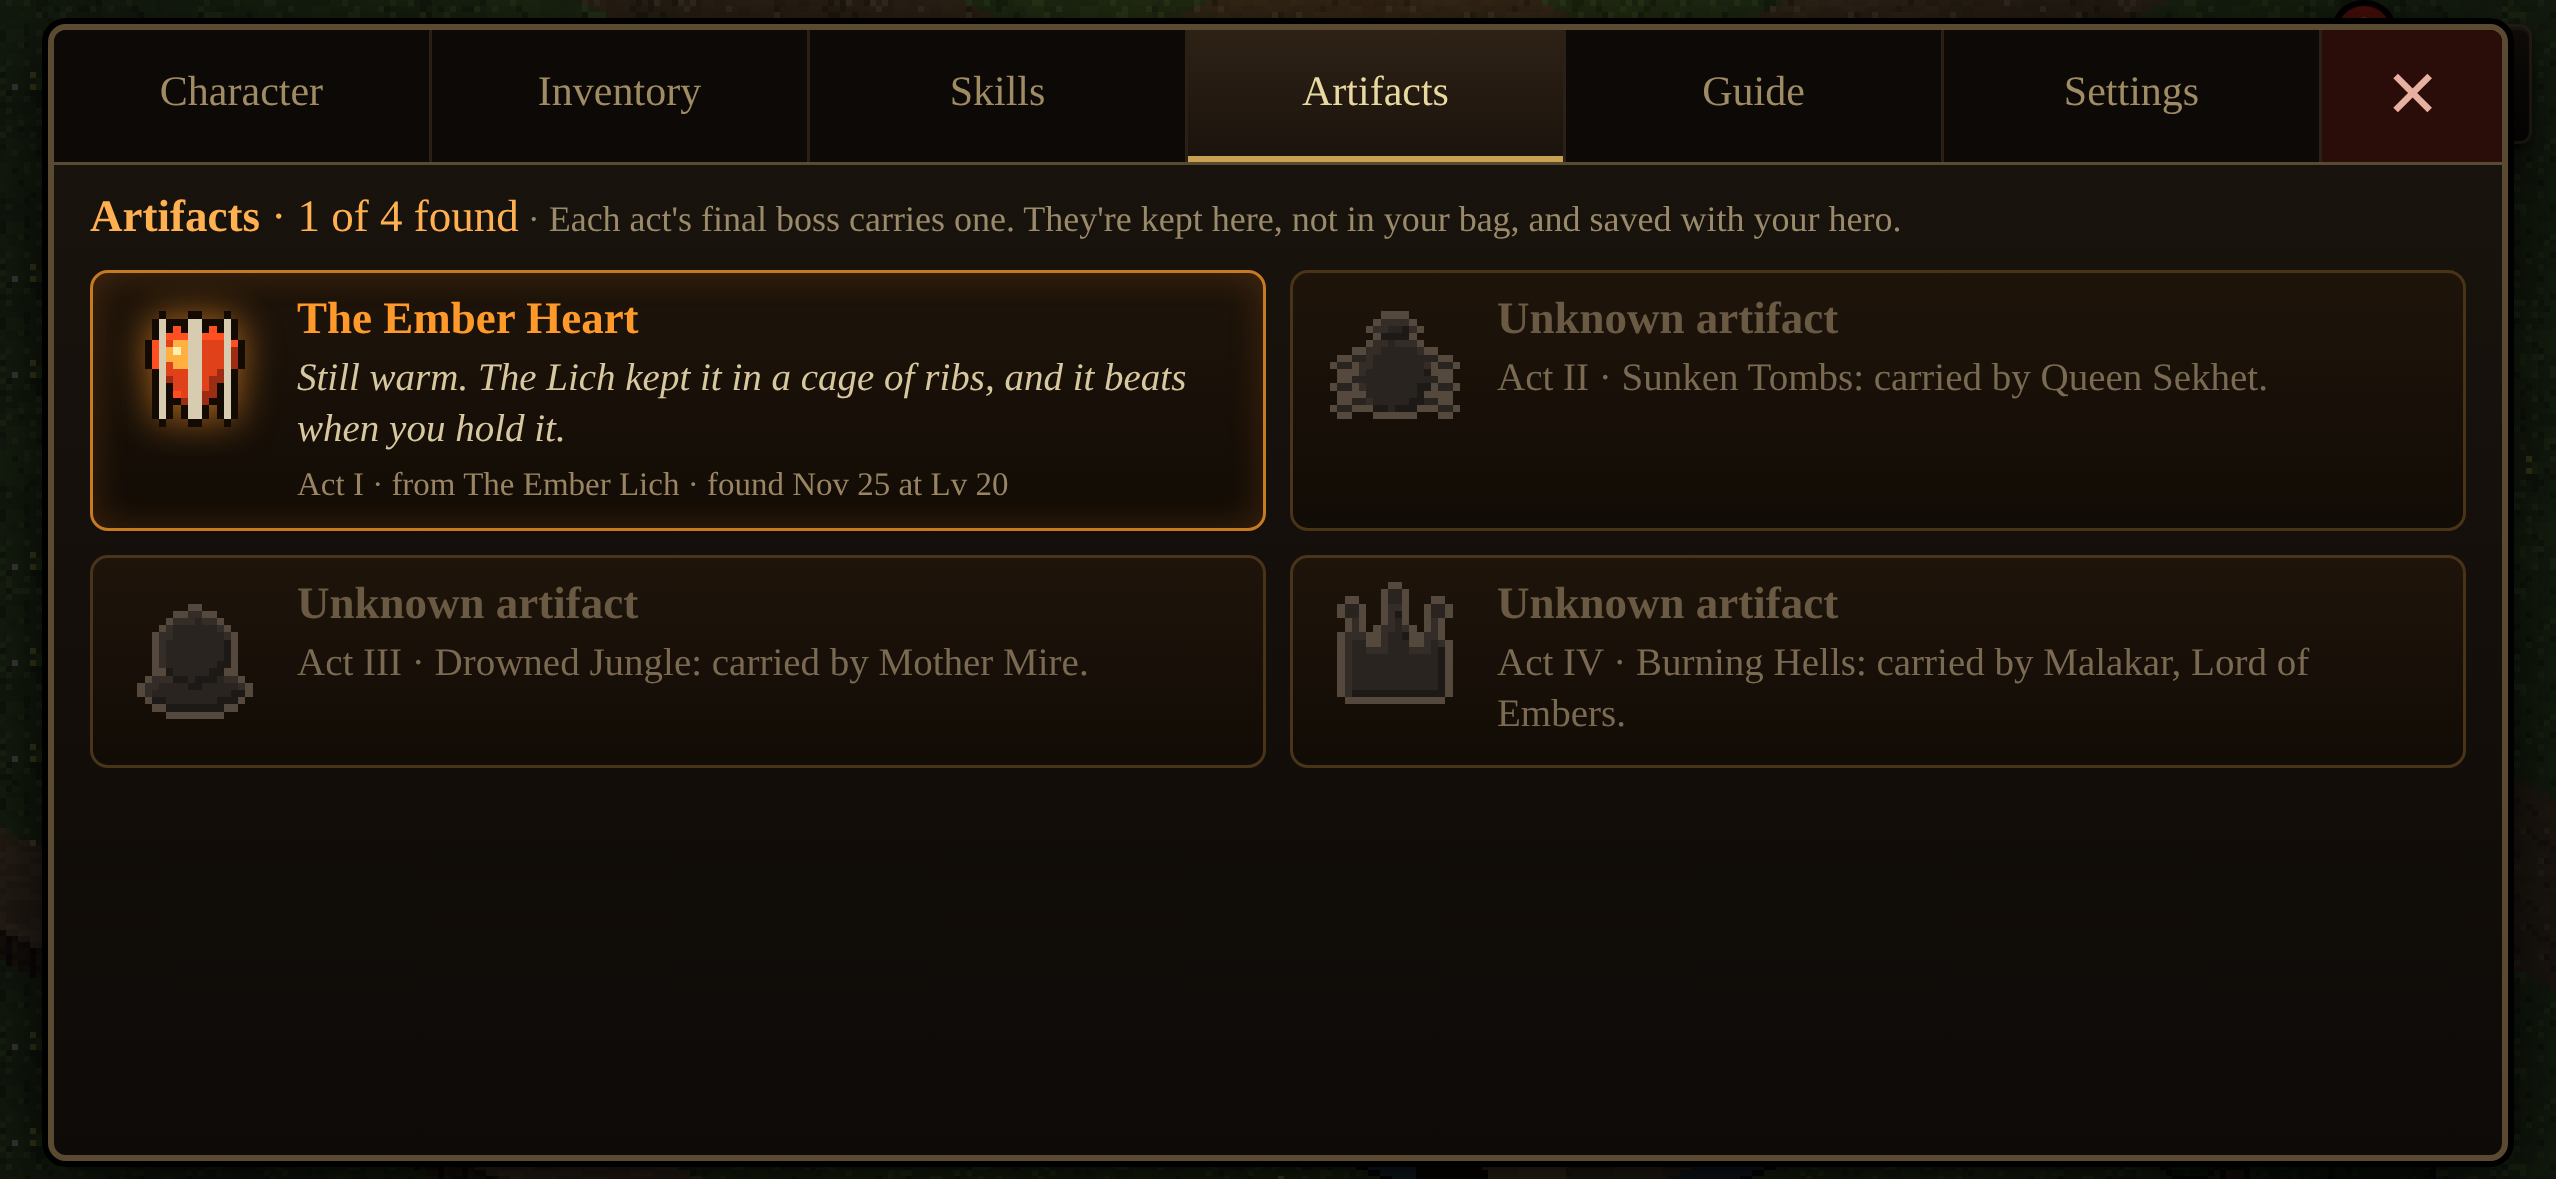 Character
Inventory
Skills
Artifacts
Guide
Settings
✕
Artifacts · 1 of 4 found · Each act's final boss carries one. They're kept here, not in your bag, and saved with your hero.
The Ember Heart
Still warm. The Lich kept it in a cage of ribs, and it beats
when you hold it.
Act I · from The Ember Lich · found Nov 25 at Lv 20
Unknown artifact
Act II · Sunken Tombs: carried by Queen Sekhet.
Unknown artifact
Act III · Drowned Jungle: carried by Mother Mire.
Unknown artifact
Act IV · Burning Hells: carried by Malakar, Lord of
Embers.